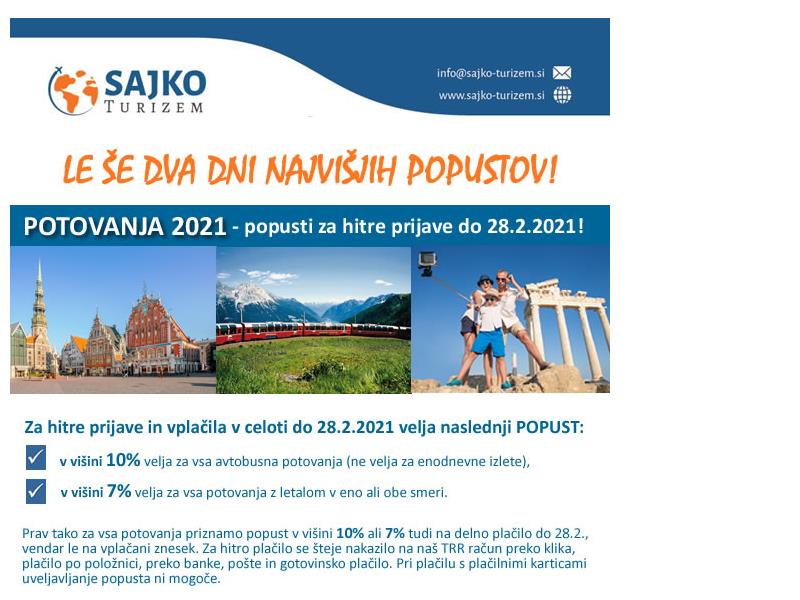 SAJKO
TURIZEM
info@sajko-turizem.si
www.sajko-turizem.si
LE ŠE DVA DNI NAJVIŠJIH POPUSTOV!
POTOVANJA 2021 - popusti za hitre prijave do 28.2.2021!
Za hitre prijave in vplačila v celoti do 28.2.2021 velja naslednji POPUST:
v višini 10% velja za vsa avtobusna potovanja (ne velja za enodnevne izlete),
v višini 7% velja za vsa potovanja z letalom v eno ali obe smeri.
Prav tako za vsa potovanja priznamo popust v višini 10% ali 7% tudi na delno plačilo do 28.2.,
vendar le na vplačani znesek. Za hitro plačilo se šteje nakazilo na naš TRR račun preko klika,
plačilo po položnici, preko banke, pošte in gotovinsko plačilo. Pri plačilu s plačilnimi karticami
uveljavljanje popusta ni mogoče.